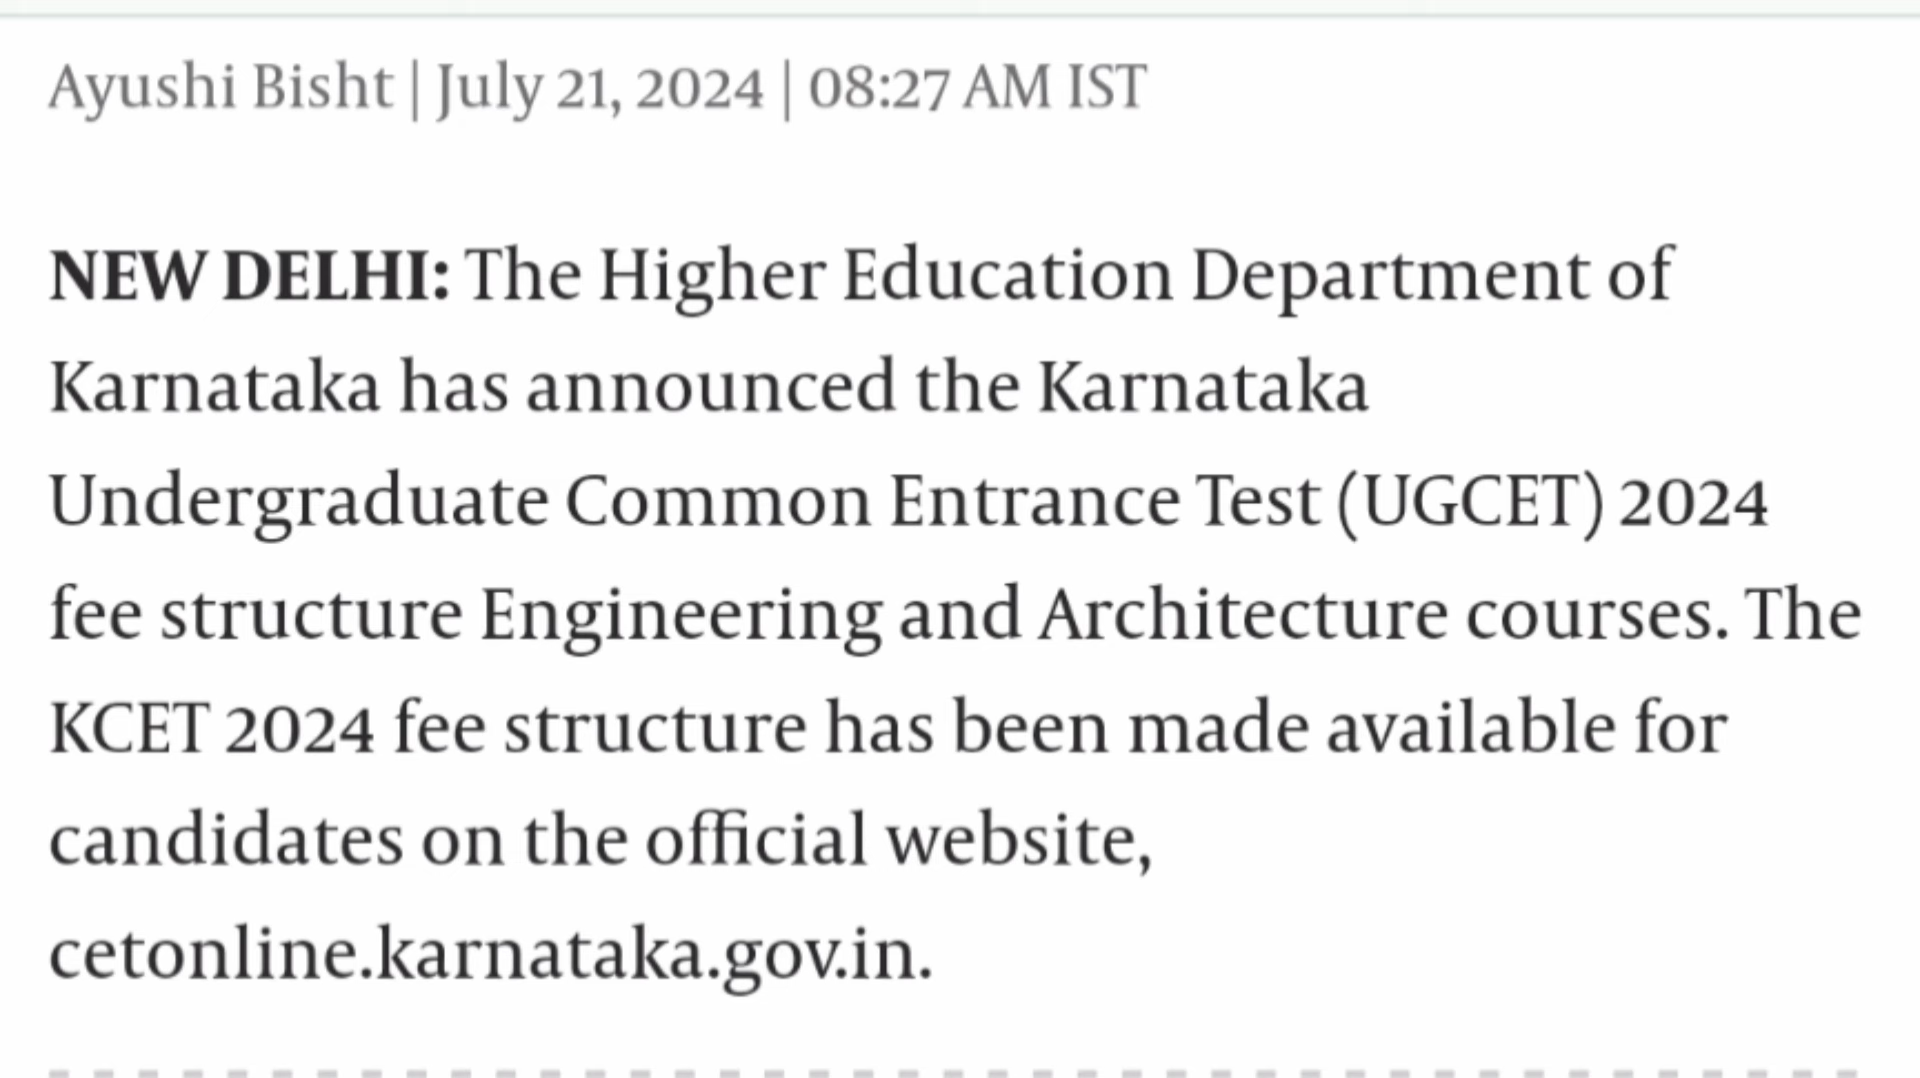 Ayushi Bisht | July 21, 2024 | 08:27 AM IST
NEW DELHI: The Higher Education Department of
Karnataka has announced the Karnataka
Undergraduate Common Entrance Test (UGCET) 2024
fee structure Engineering and Architecture courses. The
KCET 2024 fee structure has been made available for
candidates on the official website,
cetonline.karnataka.gov.in.